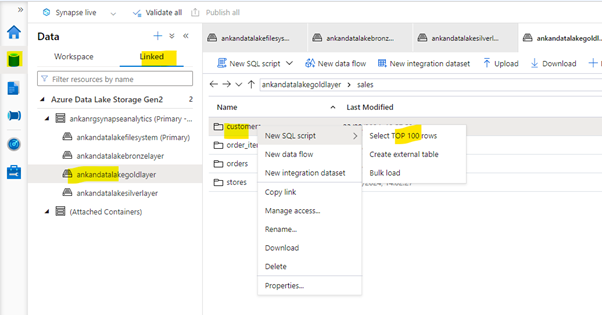 Synapse live
Validate all
Publish all
Data
Workspace
Linked
Filter resources by name
Azure Data Lake Storage Gen2
2
ankanrgsynapseanalytics (Primary - ...
ankandatalakefilesystem (Primary)
ankandatalakebronzelayer
ankandatalakegoldlayer
ankandatalakesilverlayer
(Attached Containers)
ankandatalakefilesys...
ankandatalakebronz...
ankandatalakesilverl...
ankandatalakegoldl...
New SQL script
New data flow
New integration dataset
Upload
Download
ankandatalakegoldlayer
sales
Name
Last Modified
customers
order_ite
orders
stores
New SQL script
New data flow
New integration dataset
Copy link
Manage access...
Rename...
Download
Delete
Properties...
Select TOP 100 rows
Create external table
Bulk load